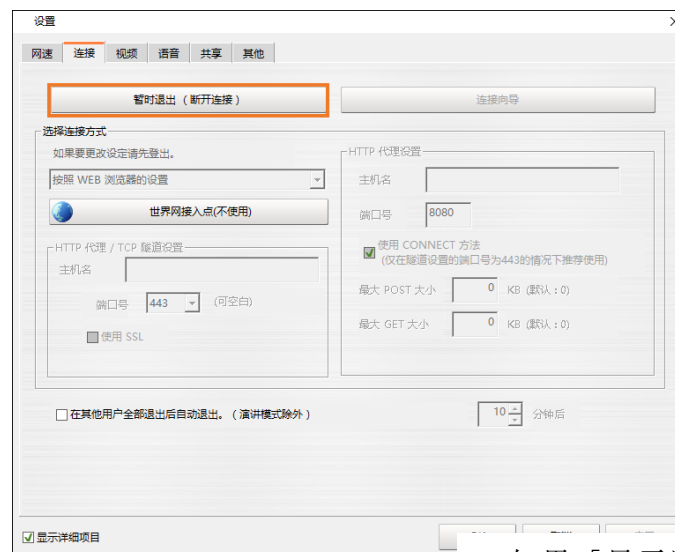 设置
网速 连接 视频 语音 共享 其他
暂时退出 （断开连接） 连接向导
选择连接方式
如果要更改设定请先登出。
按照 WEB 浏览器的设置
世界网接入点(不使用)
HTTP 代理 / TCP 隧道设置
主机名
端口号 443 (可空白)
使用 SSL
HTTP 代理设置
主机名
端口号 8080
使用 CONNECT 方法
(仅在隧道设置的端口号为443的情况下推荐使用)
最大 POST 大小 0 KB (默认：0)
最大 GET 大小 0 KB (默认：0)
在其他用户全部退出后自动退出。（演讲模式除外） 10 分钟后
显示详细项目